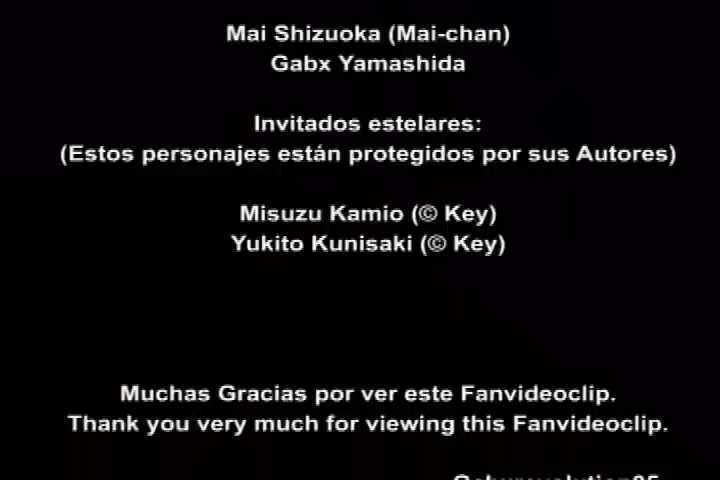 Mai Shizuoka (Mai-chan)
Gabx Yamashida
Invitados estelares:
(Estos personajes están protegidos por sus Autores)
Misuzu Kamio (© Key)
Yukito Kunisaki (© Key)
Muchas Gracias por ver este Fanvideoclip.
Thank you very much for viewing this Fanvideoclip.